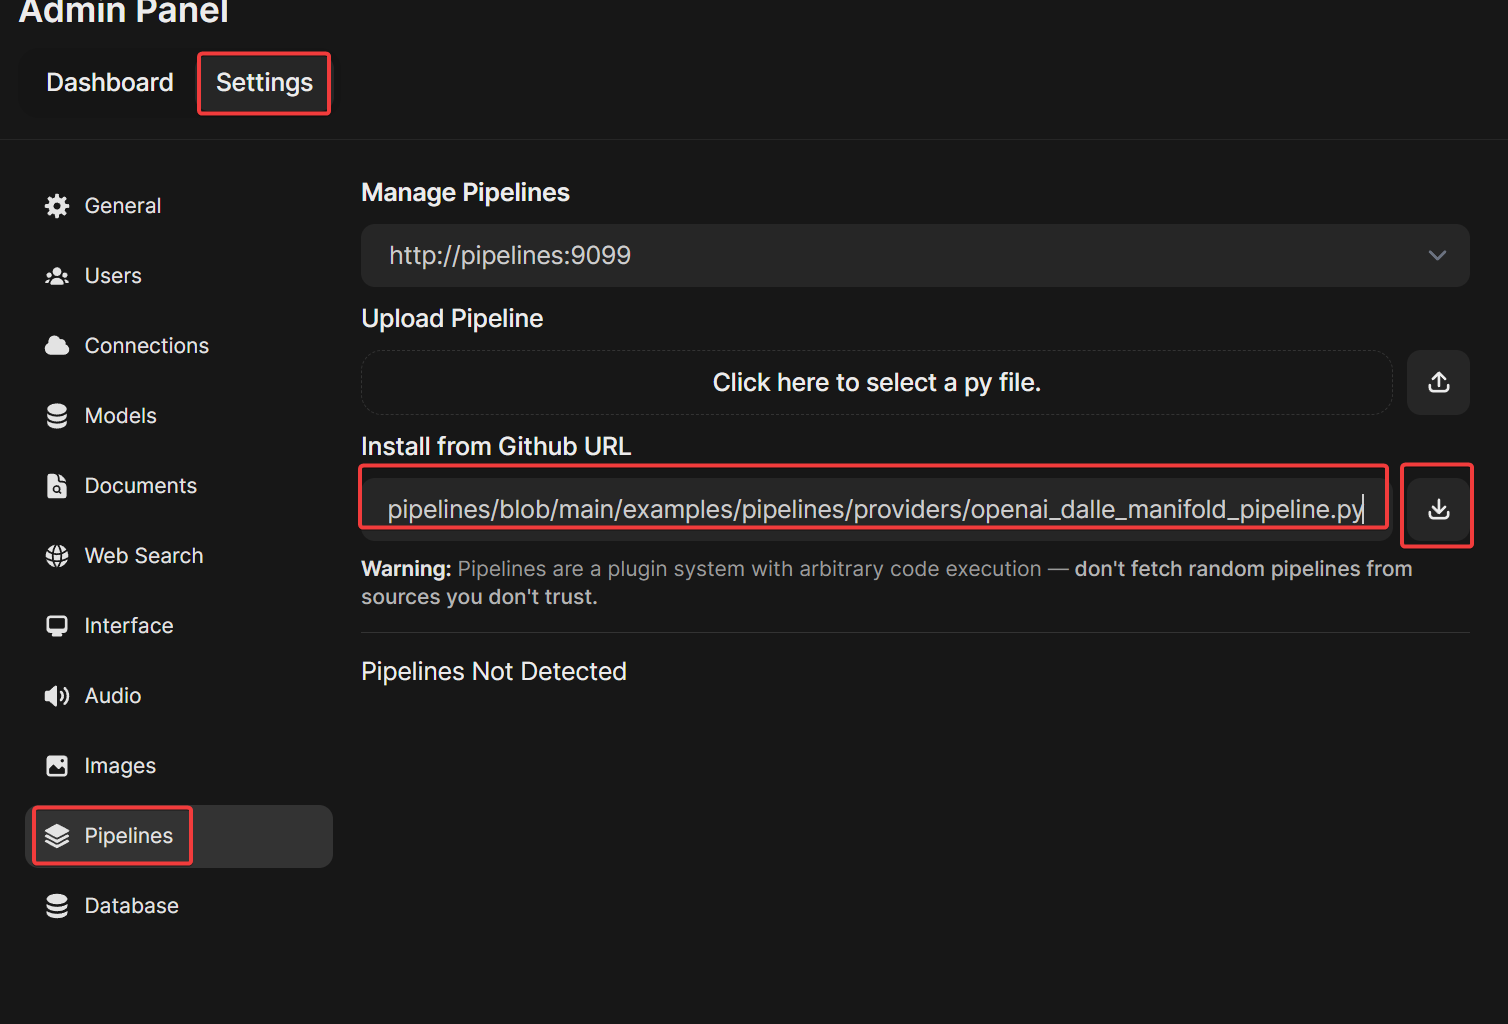 Admin Panel
Dashboard
Settings
General
Users
Connections
Models
Documents
Web Search
Interface
Audio
Images
Pipelines
Database
Manage Pipelines
http://pipelines:9099
Upload Pipeline
Click here to select a py file.
Install from Github URL
pipelines/blob/main/examples/pipelines/providers/openai_dalle_manifold_pipeline.py
Warning: Pipelines are a plugin system with arbitrary code execution — don't fetch random pipelines from
sources you don't trust.
Pipelines Not Detected